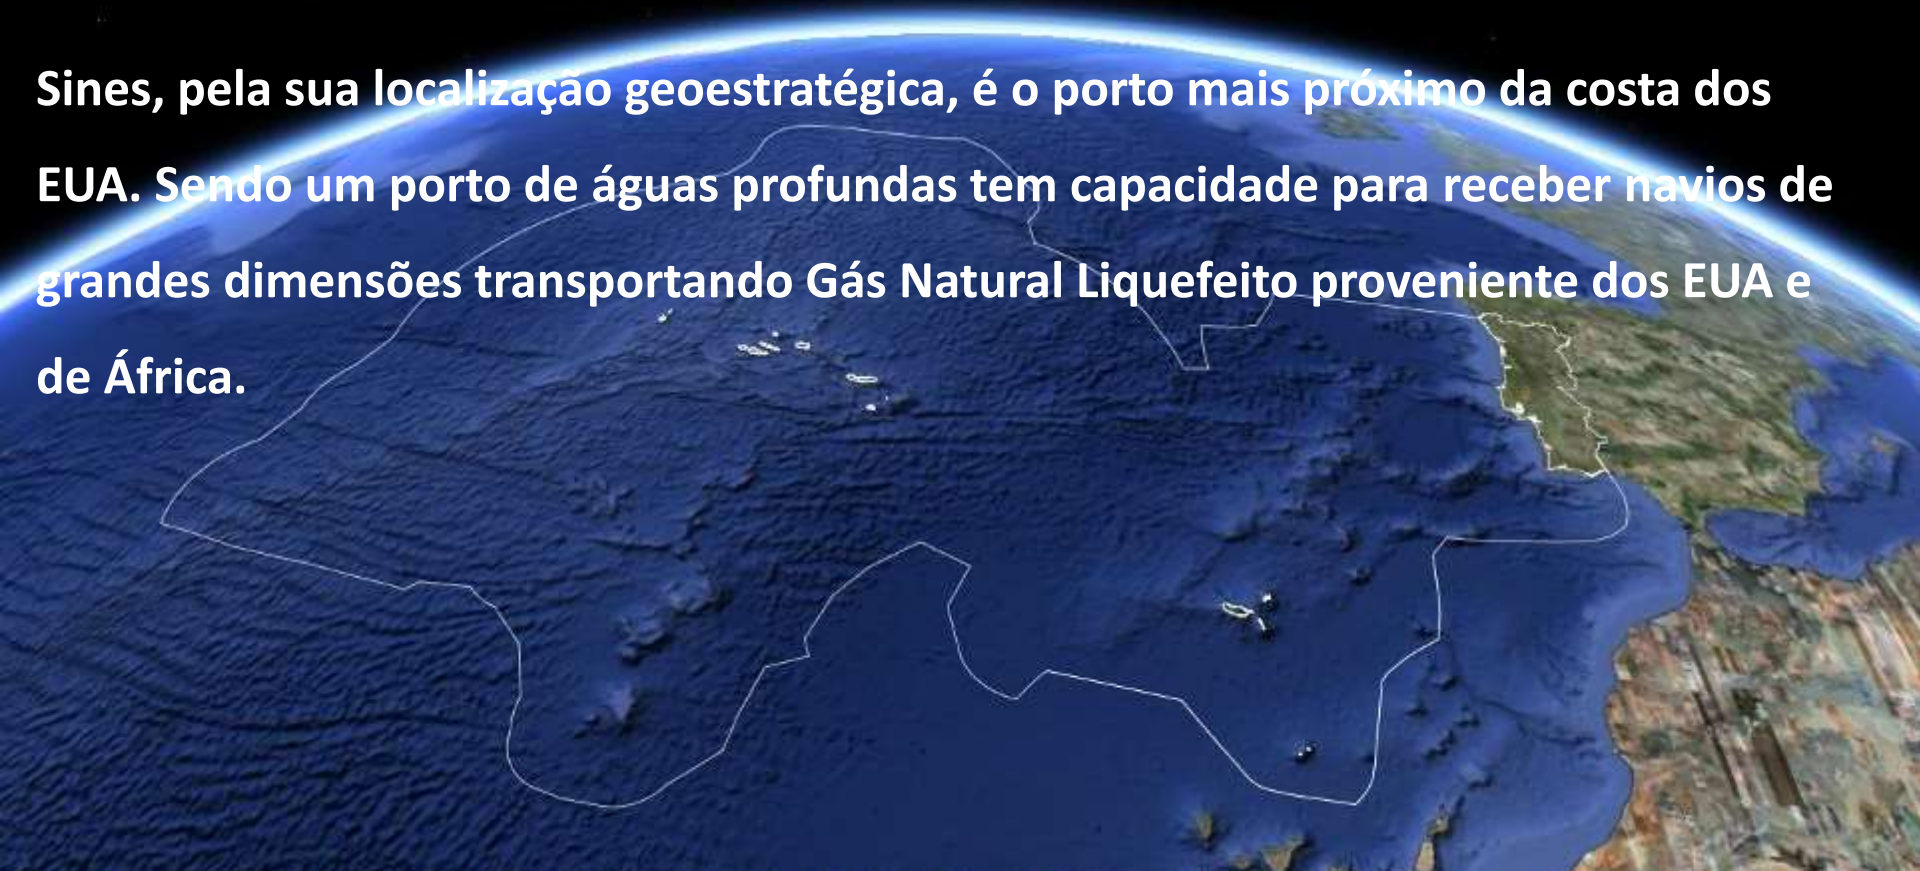 Sines, pela sua localização geoestratégica, é o porto mais próximo da costa dos
EUA. Sendo um porto de águas profundas tem capacidade para receber navios de
grandes dimensões transportando Gás Natural Liquefeito proveniente dos EUA e
de África.